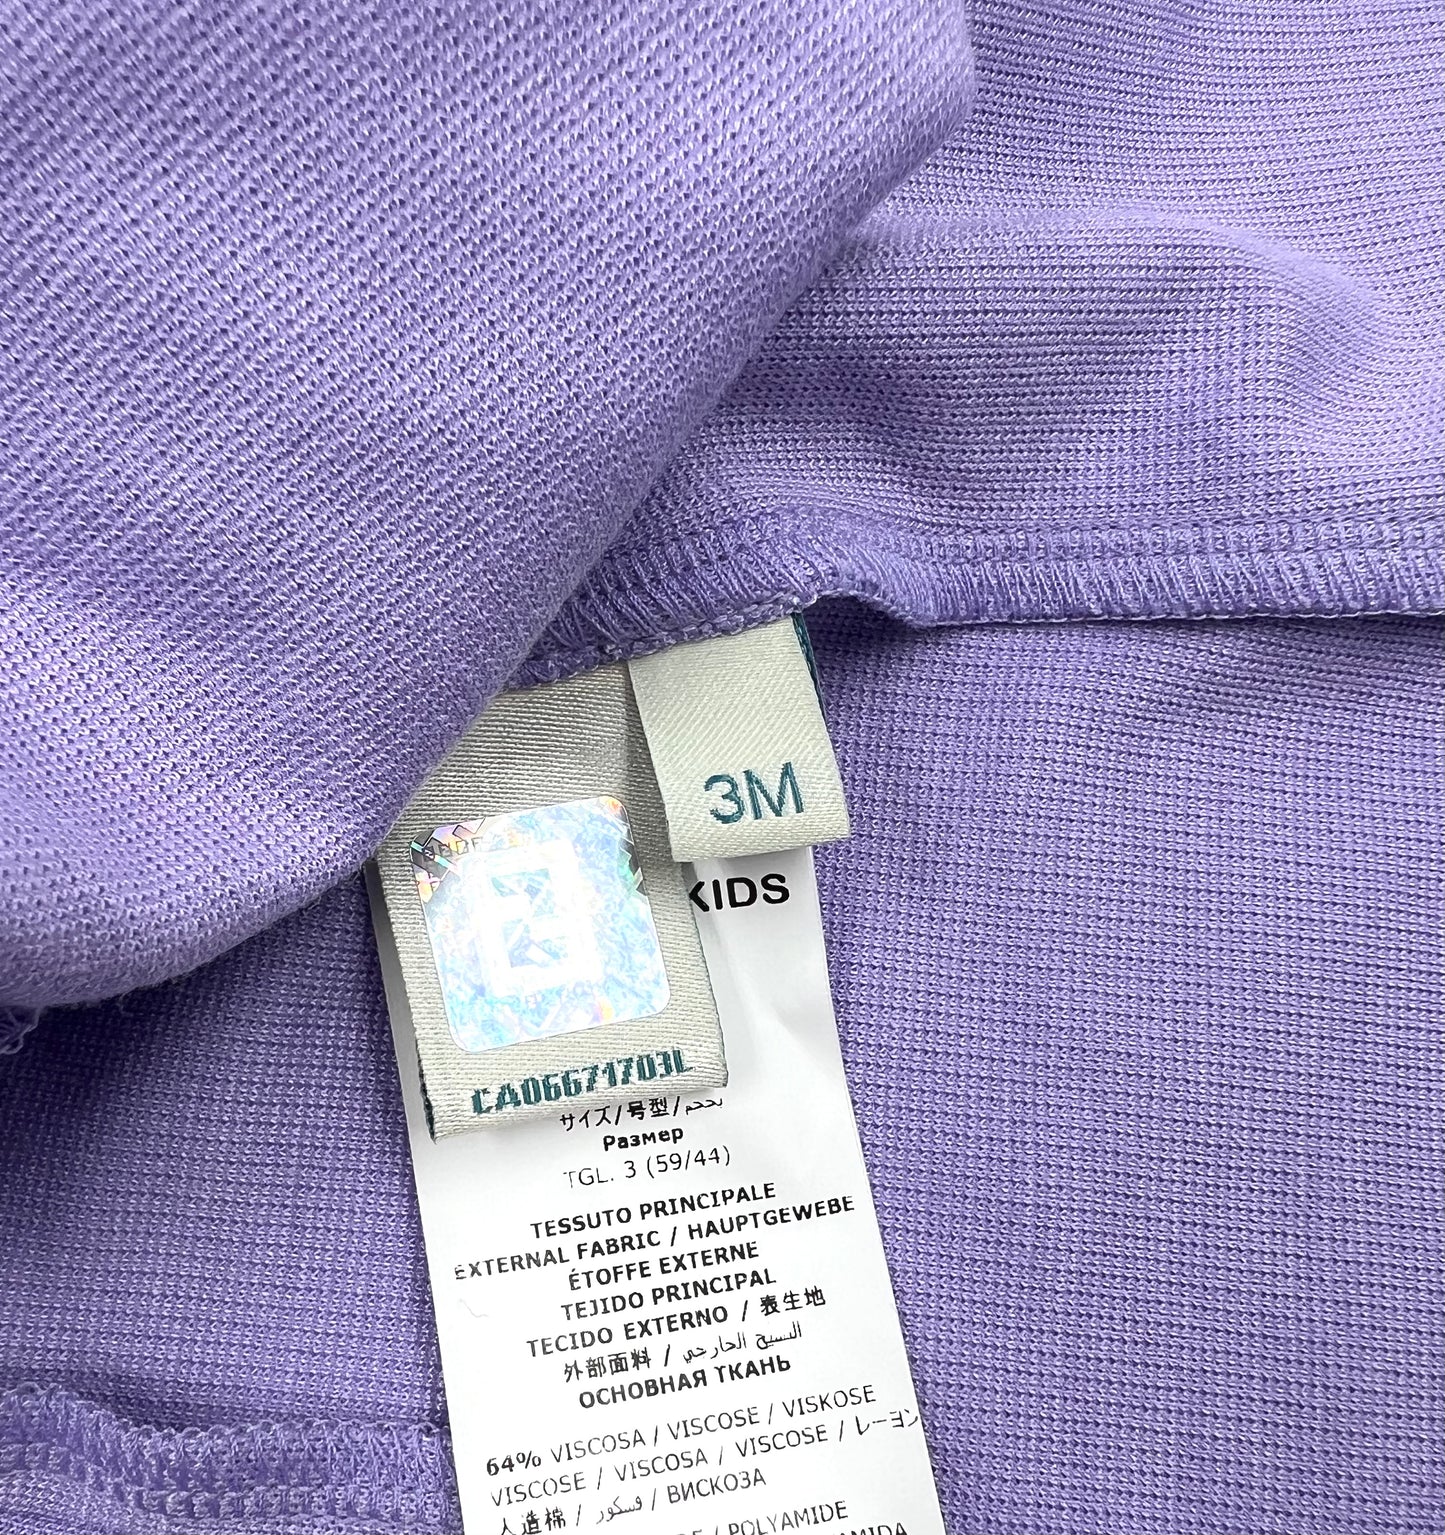 3M
KIDS
CA06671703L
サイズ/号型/بحجم
Размер
TGL. 3 (59/44)
TESSUTO PRINCIPALE
EXTERNAL FABRIC / HAUPTGEWEBE
ÉTOFFE EXTERNE
TEJIDO PRINCIPAL
TECIDO EXTERNO / 表生地
外部面料 / النسيج الخارجي
ОСНОВНАЯ ТКАНЬ
64% VISCOSA / VISCOSE / VISKOSE
VISCOSE / VISCOSA / VISCOSE / レーヨン
人造棉 / فسكوز / ВИСКОЗА
/ POLYAMIDE